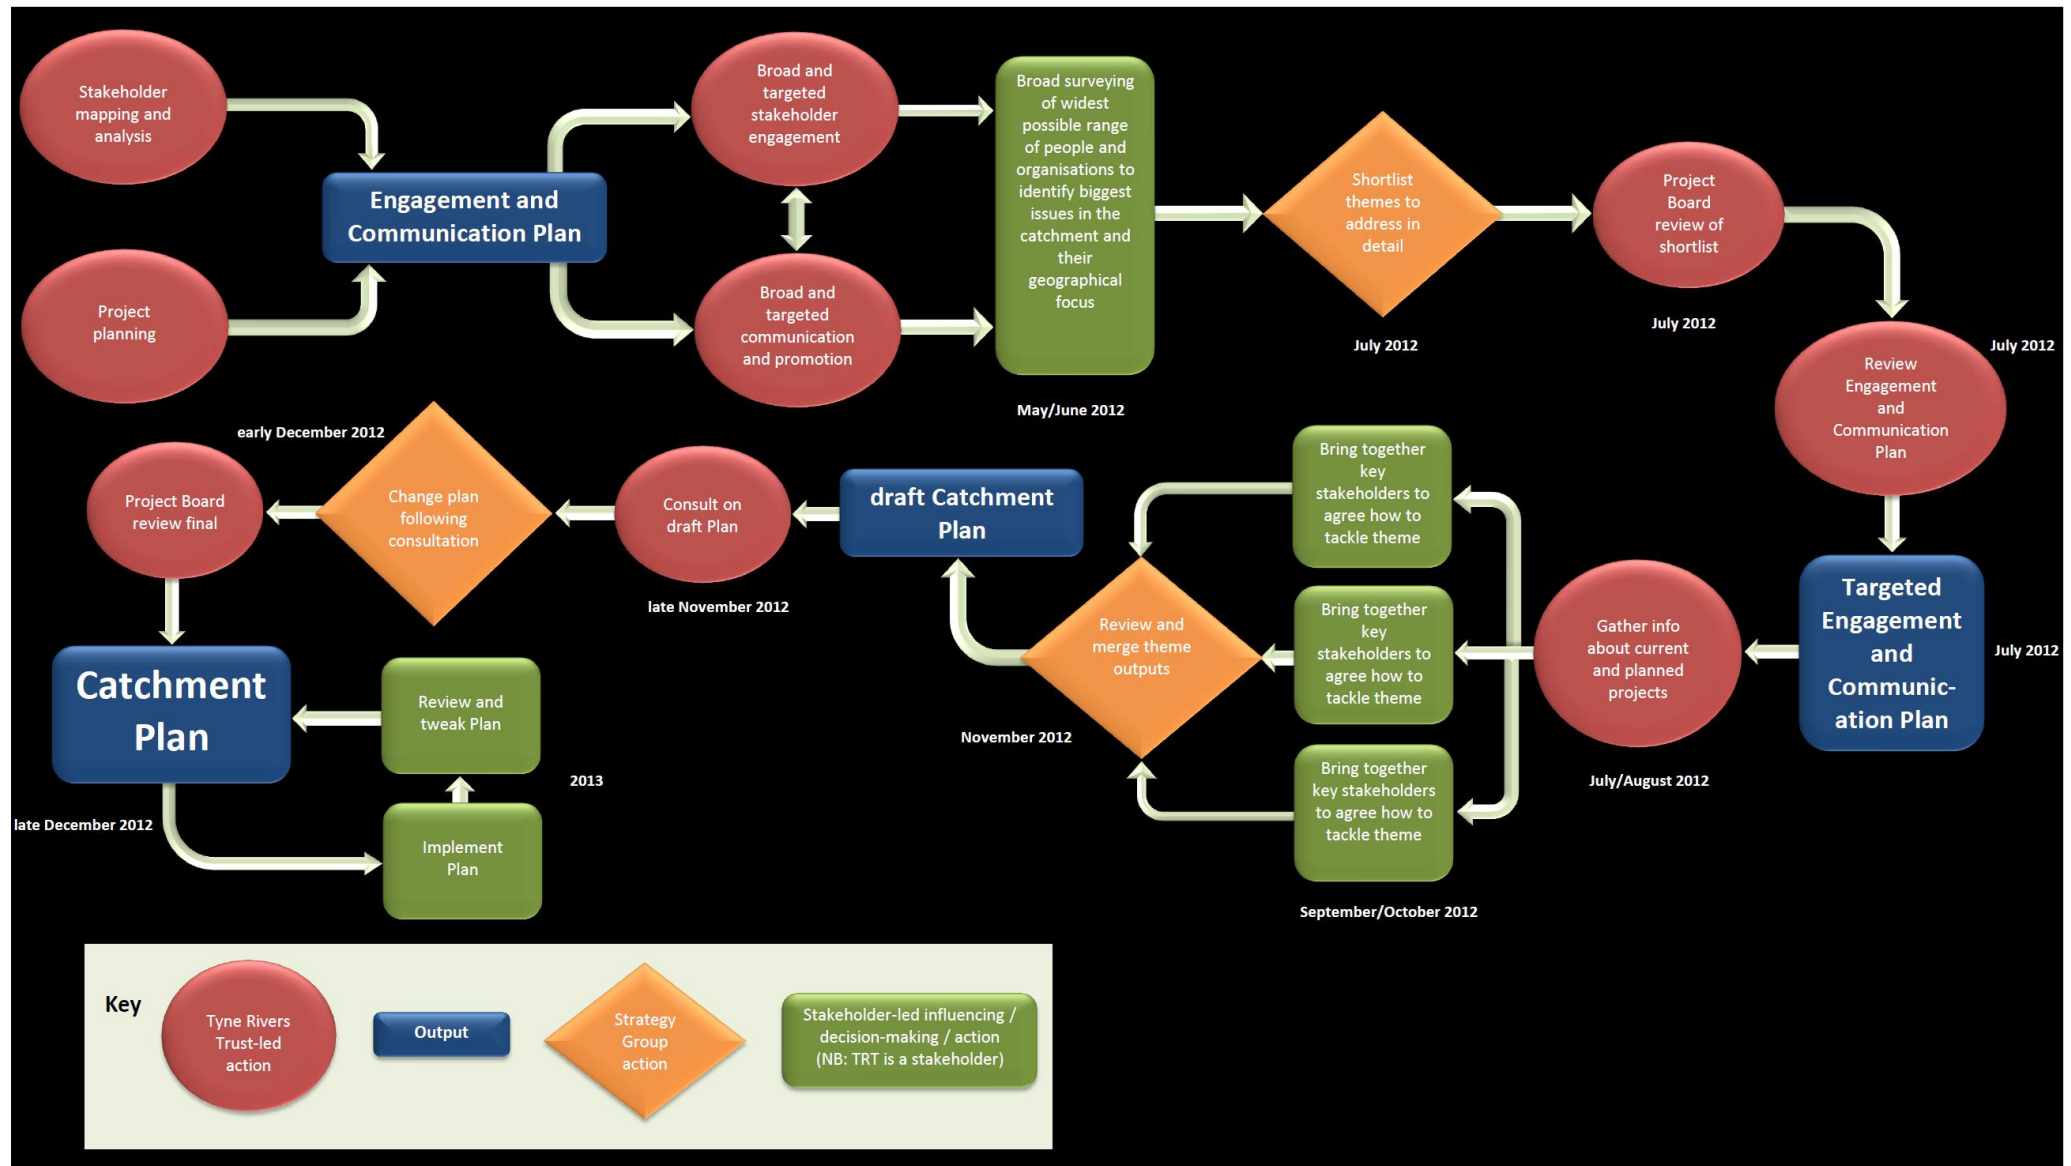 Stakeholder
mapping and
analysis
Project
planning
Engagement and
Communication Plan
Broad and
targeted
stakeholder
engagement
Broad and
targeted
communication
and promotion
Broad surveying
of widest
possible range
of people and
organisations to
identify biggest
issues in the
catchment and
their
geographical
focus
May/June 2012
Shortlist
themes to
address in
detail
July 2012
Project
Board
review of
shortlist
July 2012
Review
Engagement
and
Communication
Plan
July 2012
Targeted
Engagement
and
Communic-
ation Plan
July 2012
Gather info
about current
and planned
projects
July/August 2012
Bring together
key
stakeholders to
agree how to
tackle theme
Bring together
key
stakeholders to
agree how to
tackle theme
Bring together
key stakeholders
to agree how to
tackle theme
September/October 2012
Review and
merge theme
outputs
November 2012
draft Catchment
Plan
Consult on
draft Plan
late November 2012
Change plan
following
consultation
early December 2012
Project Board
review final
Catchment
Plan
late December 2012
Implement
Plan
Review and
tweak Plan
2013
Key
Tyne Rivers
Trust-led
action
Output
Strategy
Group
action
Stakeholder-led influencing /
decision-making / action
(NB: TRT is a stakeholder)